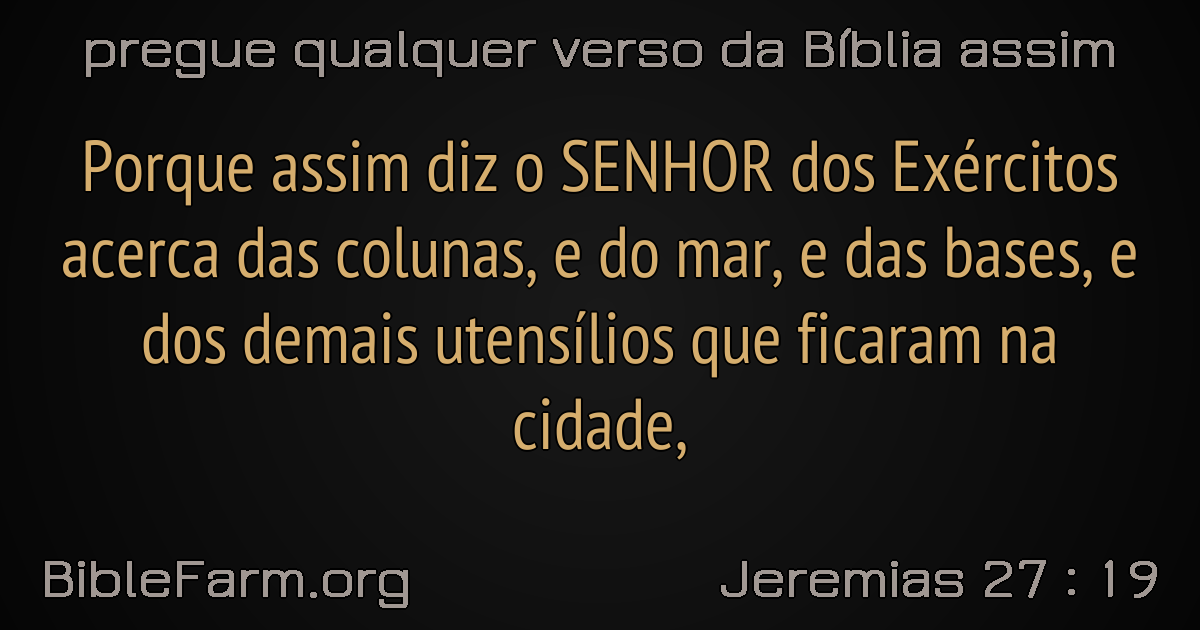 pregue qualquer verso da Bíblia assim
Porque assim diz o SENHOR dos Exércitos
acerca das colunas, e do mar, e das bases, e
dos demais utensílios que ficaram na
cidade,
BibleFarm.org
Jeremias 27 : 19